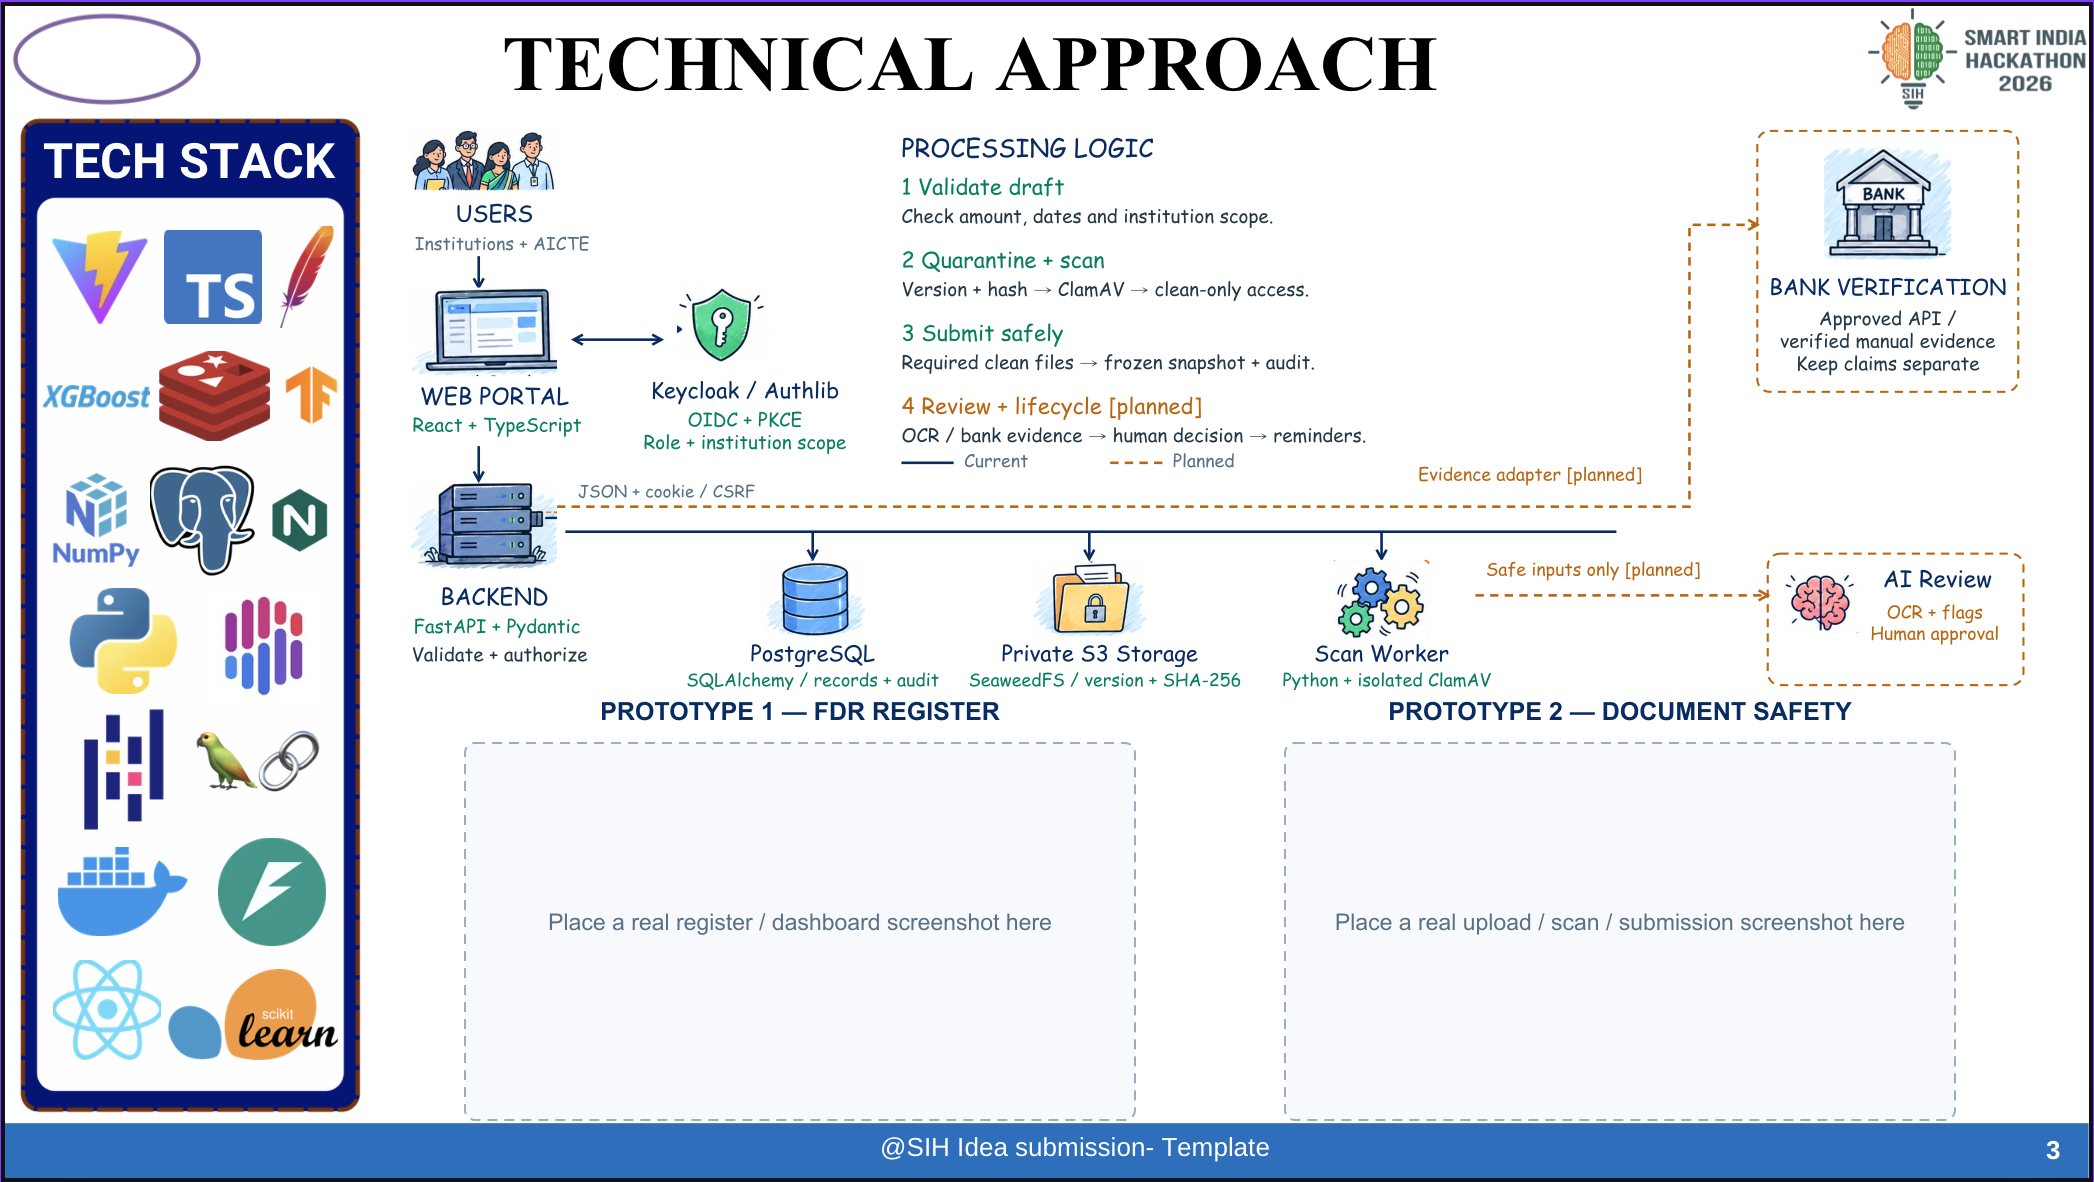 TECHNICAL APPROACH
SMART INDIA
HACKATHON
2026
SIH
TECH STACK
TS
XGBoost
NumPy
N
scikit
learn
USERS
Institutions + AICTE
WEB PORTAL
React + TypeScript
Keycloak / Authlib
OIDC + PKCE
Role + institution scope
BACKEND
FastAPI + Pydantic
Validate + authorize
PROCESSING LOGIC
1 Validate draft
Check amount, dates and institution scope.
2 Quarantine + scan
Version + hash → ClamAV → clean-only access.
3 Submit safely
Required clean files → frozen snapshot + audit.
4 Review + lifecycle [planned]
OCR / bank evidence → human decision → reminders.
Current
Planned
JSON + cookie / CSRF
Evidence adapter [planned]
BANK
BANK VERIFICATION
Approved API /
verified manual evidence
Keep claims separate
PostgreSQL
SQLAlchemy / records + audit
Private S3 Storage
SeaweedFS / version + SHA-256
Scan Worker
Python + isolated ClamAV
Safe inputs only [planned]
AI Review
OCR + flags
Human approval
PROTOTYPE 1 — FDR REGISTER
Place a real register / dashboard screenshot here
PROTOTYPE 2 — DOCUMENT SAFETY
Place a real upload / scan / submission screenshot here
@SIH Idea submission- Template
3